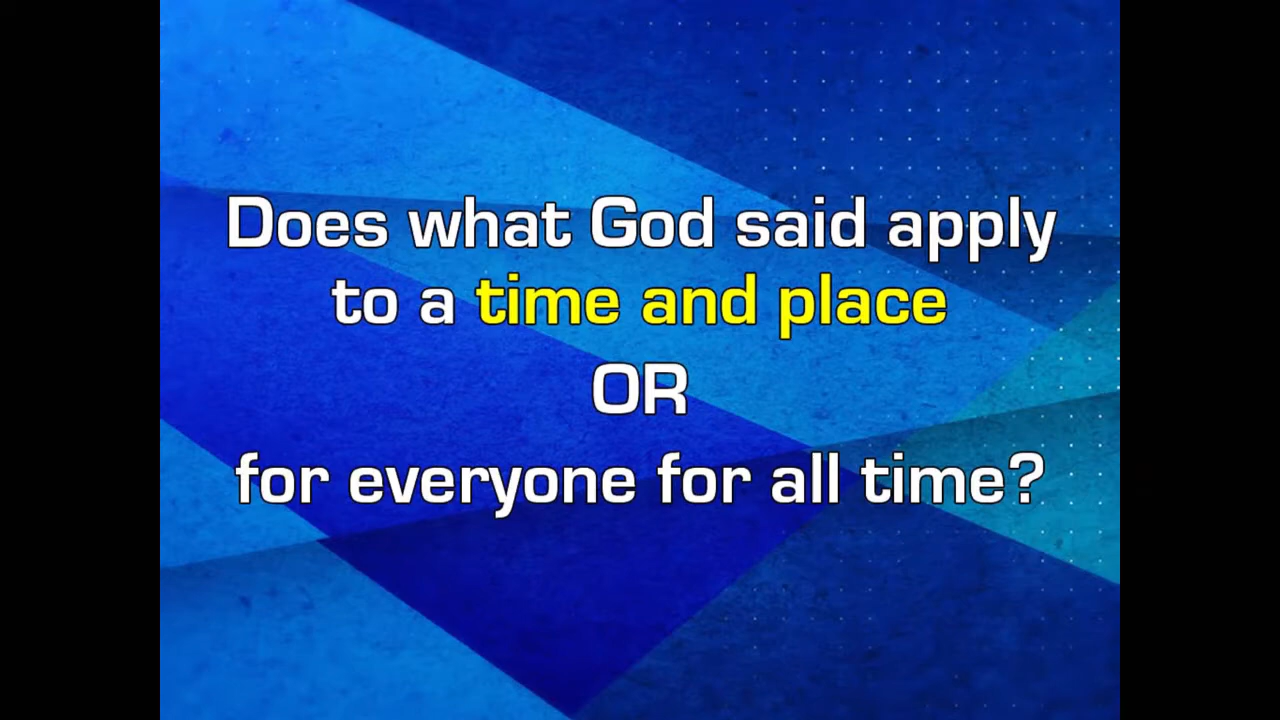 Does what God said apply
to a time and place
OR
for everyone for all time?